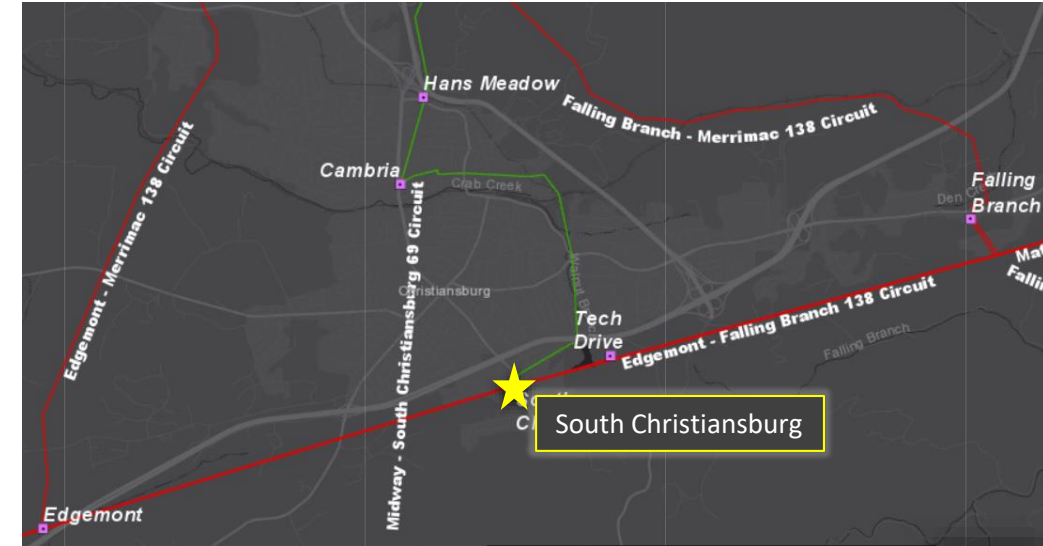 Hans Meadow
Falling Branch - Merrimac 138 Circuit
Cambria
Crab Creek
Falling
Den
Branch
Edgemont - Merrimac 138 Circuit
Midway - South Christiansburg 69 Circuit
Christiansburg
Walnut
Tech
Drive
Edgemont - Falling Branch 138 Circuit
Falling Branch
South Christiansburg
Edgemont